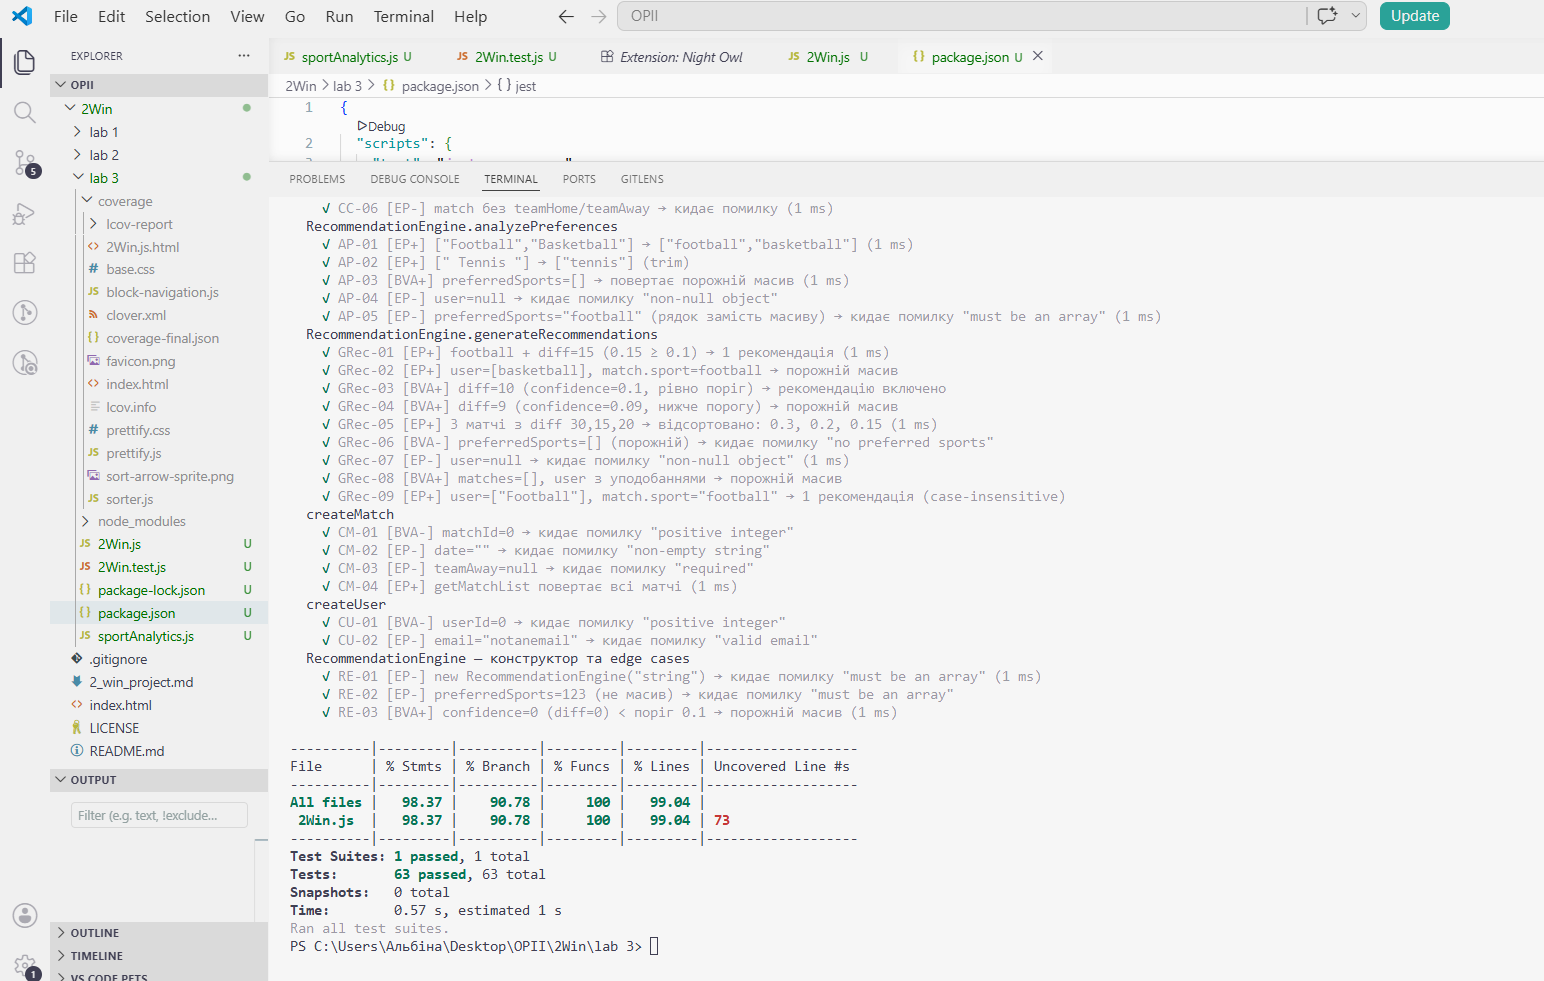 File Edit Selection View Go Run Terminal Help
OPII
Update
EXPLORER
OPII
2Win
lab 1
lab 2
lab 3
coverage
lcov-report
2Win.js.html
base.css
block-navigation.js
clover.xml
coverage-final.json
favicon.png
index.html
lcov.info
prettify.css
prettify.js
sort-arrow-sprite.png
sorter.js
node_modules
2Win.js U
2Win.test.js U
package-lock.json U
package.json U
sportAnalytics.js U
.gitignore
2_win_project.md
index.html
LICENSE
README.md
OUTPUT
Filter (e.g. text, !exclude...
OUTLINE
TIMELINE
VS CODE PETS
5
1
sportAnalytics.js U 2Win.test.js U Extension: Night Owl 2Win.js U package.json U
2Win > lab 3 > {} package.json > {} jest
1 {
Debug
2 "scripts": {
PROBLEMS DEBUG CONSOLE TERMINAL PORTS GITLENS
√ CC-06 [EP-] match без teamHome/teamAway → кидає помилку (1 ms)
RecommendationEngine.analyzePreferences
√ AP-01 [EP+] ["Football","Basketball"] → ["football","basketball"] (1 ms)
√ AP-02 [EP+] [" Tennis "] → ["tennis"] (trim)
√ AP-03 [BVA+] preferredSports=[] → повертає порожній масив (1 ms)
√ AP-04 [EP-] user=null → кидає помилку "non-null object"
√ AP-05 [EP-] preferredSports="football" (рядок замість масиву) → кидає помилку "must be an array" (1 ms)
RecommendationEngine.generateRecommendations
√ GRec-01 [EP+] football + diff=15 (0.15 ≥ 0.1) → 1 рекомендація (1 ms)
√ GRec-02 [EP+] user=[basketball], match.sport=football → порожній масив
√ GRec-03 [BVA+] diff=10 (confidence=0.1, рівно поріг) → рекомендацію включено
√ GRec-04 [BVA+] diff=9 (confidence=0.09, нижче порогу) → порожній масив
√ GRec-05 [EP+] 3 матчі з diff 30,15,20 → відсортовано: 0.3, 0.2, 0.15 (1 ms)
√ GRec-06 [BVA-] preferredSports=[] (порожній) → кидає помилку "no preferred sports"
√ GRec-07 [EP-] user=null → кидає помилку "non-null object" (1 ms)
√ GRec-08 [BVA+] matches=[], user з уподобаннями → порожній масив
√ GRec-09 [EP+] user=["Football"], match.sport="football" → 1 рекомендація (case-insensitive)
createMatch
√ CM-01 [BVA-] matchId=0 → кидає помилку "positive integer"
√ CM-02 [EP-] date="" → кидає помилку "non-empty string"
√ CM-03 [EP-] teamAway=null → кидає помилку "required"
√ CM-04 [EP+] getMatchList повертає всі матчі (1 ms)
createUser
√ CU-01 [BVA-] userId=0 → кидає помилку "positive integer"
√ CU-02 [EP-] email="notanemail" → кидає помилку "valid email"
RecommendationEngine — конструктор та edge cases
√ RE-01 [EP-] new RecommendationEngine("string") → кидає помилку "must be an array" (1 ms)
√ RE-02 [EP-] preferredSports=123 (не масив) → кидає помилку "must be an array"
√ RE-03 [BVA+] confidence=0 (diff=0) < поріг 0.1 → порожній масив (1 ms)
----------|---------|----------|---------|---------|-------------------
File | % Stmts | % Branch | % Funcs | % Lines | Uncovered Line #s
----------|---------|----------|---------|---------|-------------------
All files | 98.37 | 90.78 | 100 | 99.04 |
2Win.js | 98.37 | 90.78 | 100 | 99.04 | 73
----------|---------|----------|---------|---------|-------------------
Test Suites: 1 passed, 1 total
Tests: 63 passed, 63 total
Snapshots: 0 total
Time: 0.57 s, estimated 1 s
Ran all test suites.
PS C:\Users\Альбіна\Desktop\OPII\2Win\lab 3>